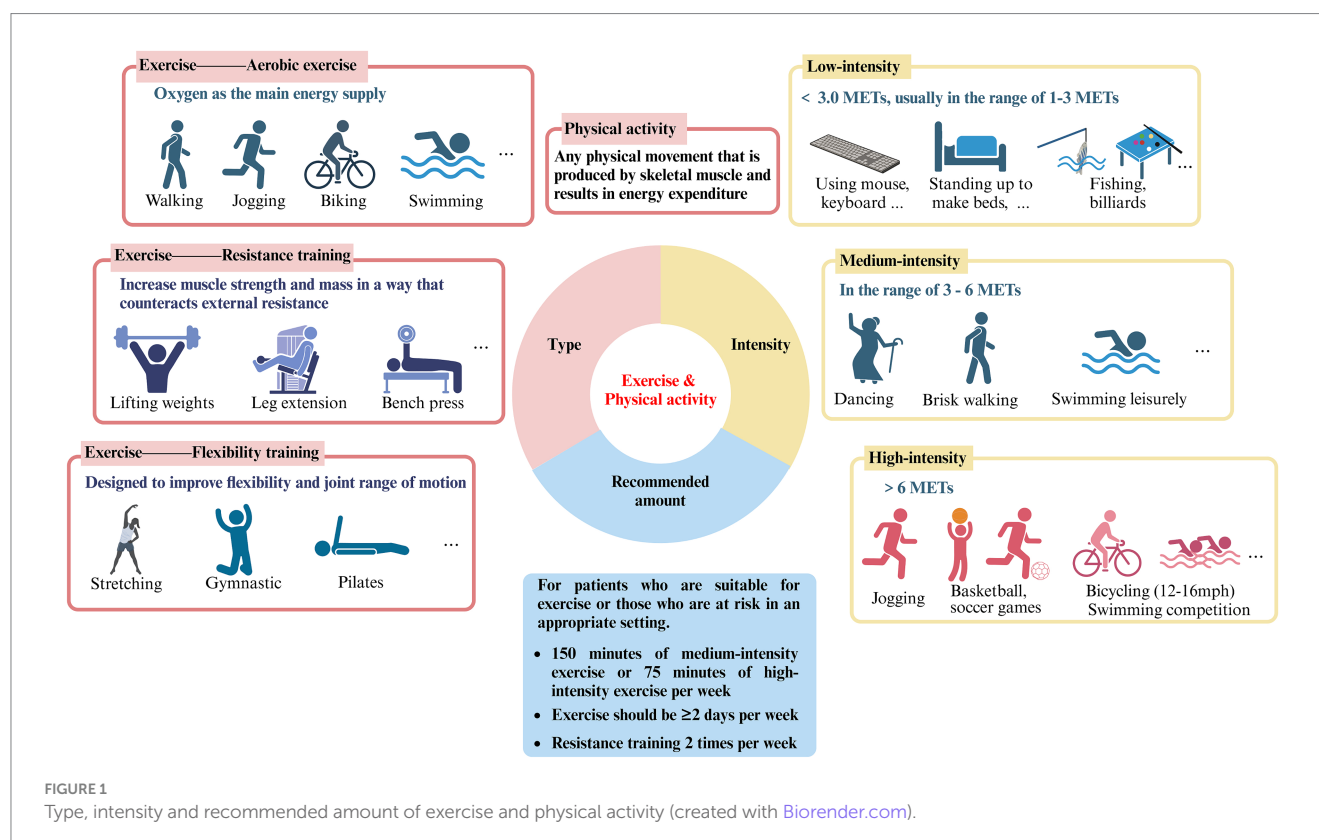 Exercise———Aerobic exercise
Oxygen as the main energy supply
Walking
Jogging
Biking
Swimming
...
Physical activity
Any physical movement that is
produced by skeletal muscle and
results in energy expenditure
Low-intensity
< 3.0 METs, usually in the range of 1-3 METs
Using mouse,
keyboard ...
Standing up to
make beds, ...
Fishing,
billiards
...
Exercise———Resistance training
Increase muscle strength and mass in a way that
counteracts external resistance
Lifting weights
Leg extension
Bench press
...
Type
Intensity
Exercise &
Physical activity
Recommended
amount
Medium-intensity
In the range of 3 - 6 METs
Dancing
Brisk walking
Swimming leisurely
...
Exercise———Flexibility training
Designed to improve flexibility and joint range of motion
Stretching
Gymnastic
Pilates
...
High-intensity
> 6 METs
Jogging
Basketball,
soccer games
Bicycling (12-16mph)
Swimming competition
...
For patients who are suitable for
exercise or those who are at risk in an
appropriate setting.
• 150 minutes of medium-intensity
exercise or 75 minutes of high-
intensity exercise per week
• Exercise should be ≥2 days per week
• Resistance training 2 times per week
FIGURE 1
Type, intensity and recommended amount of exercise and physical activity (created with Biorender.com).